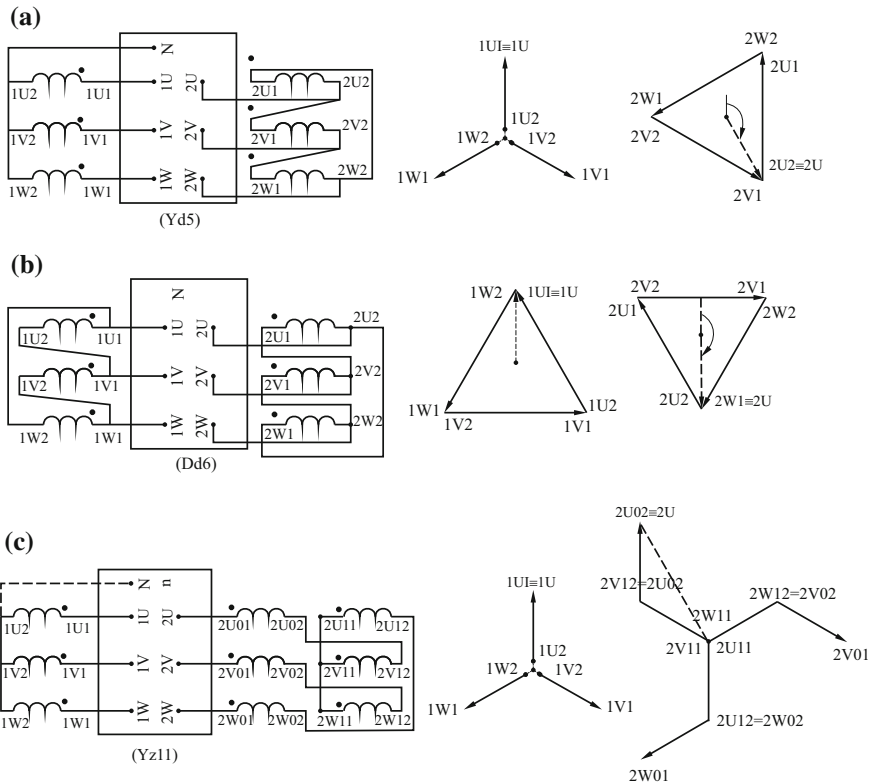 (a)
N
1U2 1U1 1U 2U 2U1 2U2
1V2 1V1 1V 2V 2V1 2V2
1W2 1W1 1W 2W 2W1 2W2
(Yd5)
1UI≡1U
1U2
1W2 1V2
1W1 1V1
2W2
2U1
2W1
2V2
2U2≡2U
2V1
(b)
N
1U2 1U1 1U 2U 2U1 2U2
1V2 1V1 1V 2V 2V1 2V2
1W2 1W1 1W 2W 2W1 2W2
(Dd6)
1W2 1UI≡1U
1W1 1U2
1V2 1V1
2V2 2V1
2U1 2W2
2U2 2W1≡2U
(c)
N n
1U2 1U1 1U 2U 2U01 2U02 2U11 2U12
1V2 1V1 1V 2V 2V01 2V02 2V11 2V12
1W2 1W1 1W 2W 2W01 2W02 2W11 2W12
(Yz11)
1UI≡1U
1U2
1W2 1V2
1W1 1V1
2U02≡2U
2V12=2U02
2W12=2V02
2W11
2V11 2U11
2V01
2U12=2W02
2W01